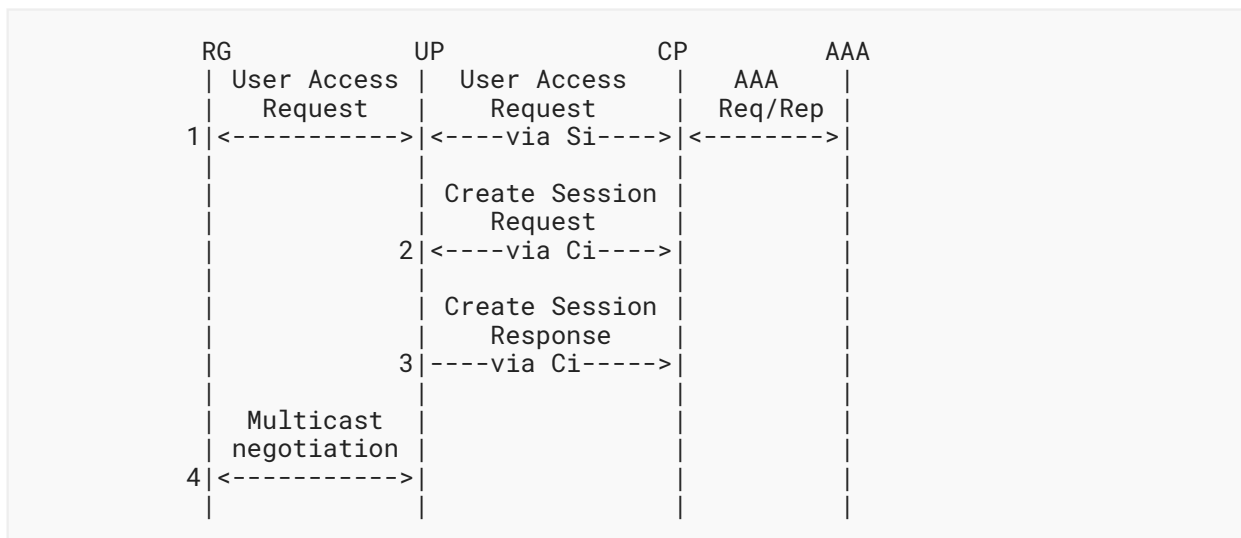 RG UP CP AAA
| User Access | User Access | AAA |
| Request | Request | Req/Rep |
1|<----------->|<----via Si---->|<-------->|
| | | |
| | Create Session | |
| | Request | |
2|<----via Ci---->|
| | | |
| | Create Session | |
| | Response | |
3|----via Ci----->|
| | | |
| Multicast | | |
| negotiation | | |
4|<----------->| | |
| | | |